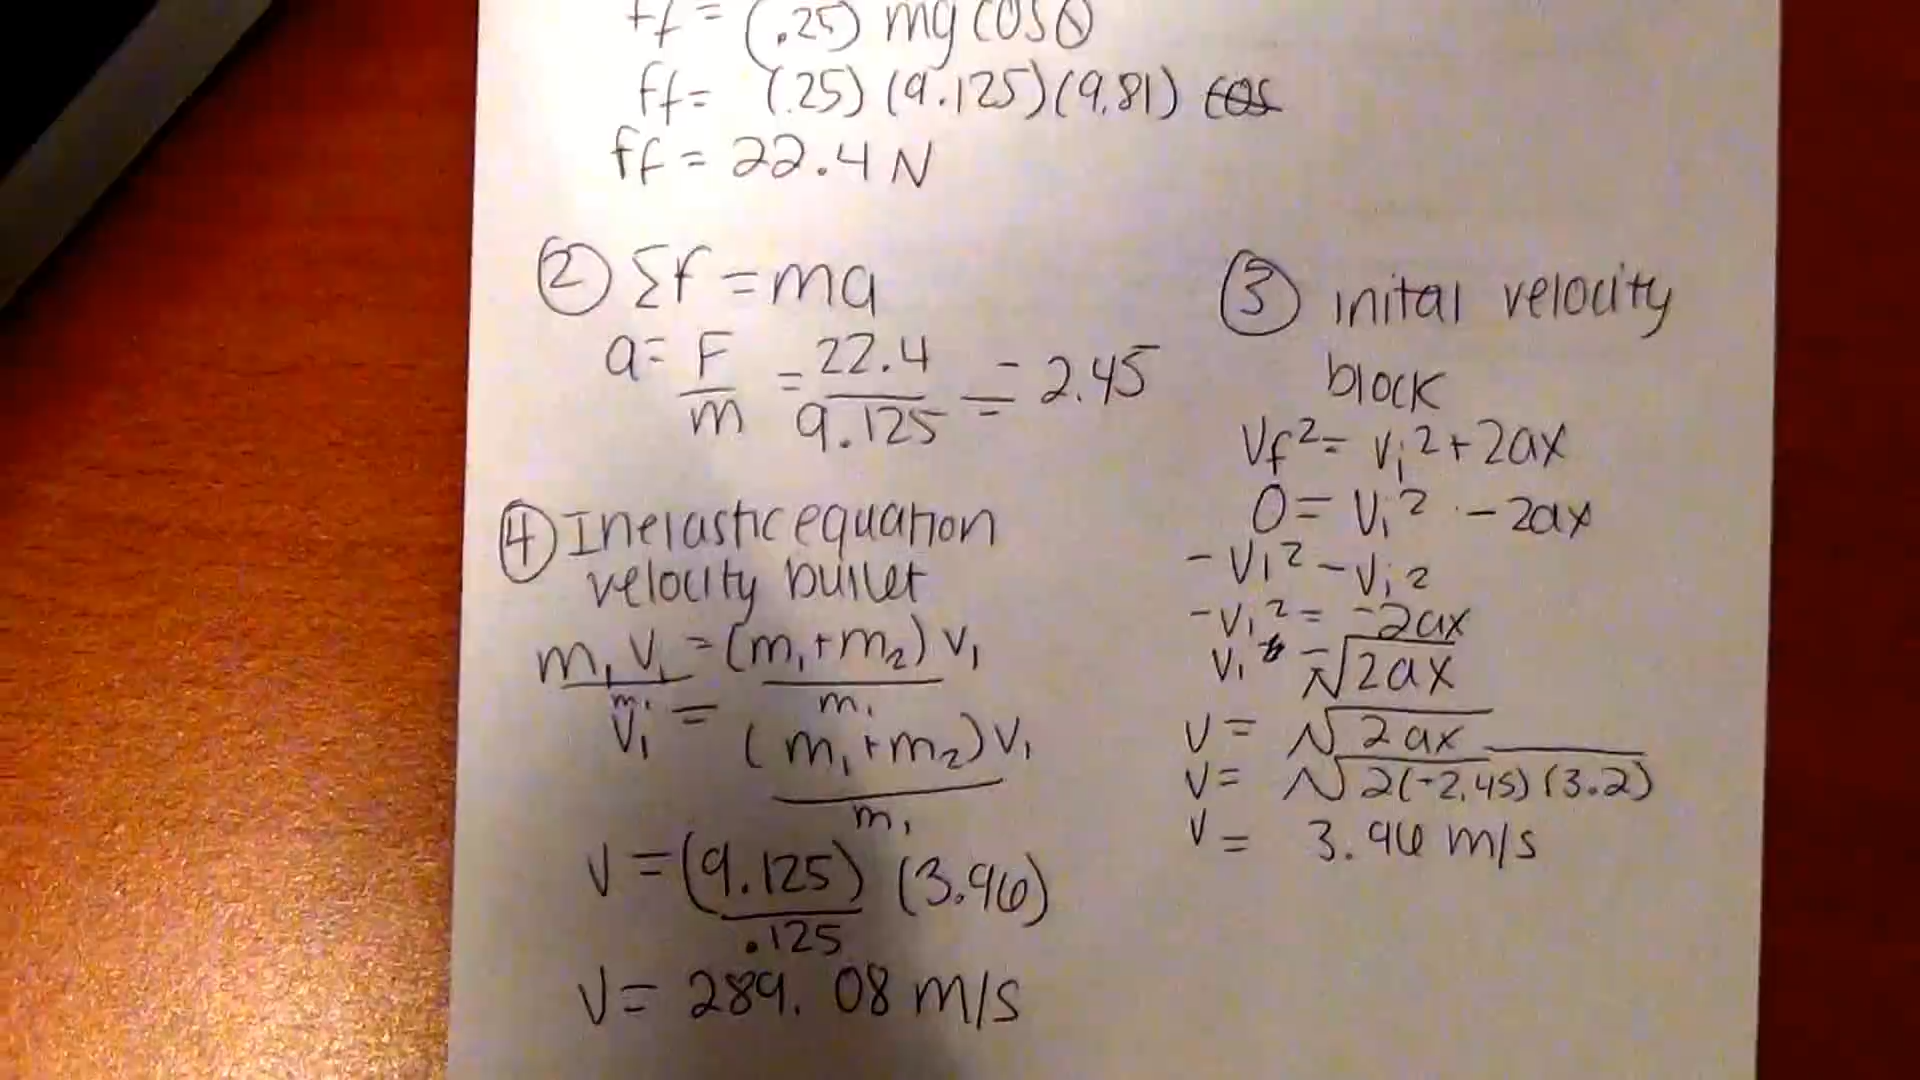 Ff = (.25) mg cosθ
Ff = (.25) (9.125)(9.81) cos
Ff = 22.4 N
② Σf = ma
a = F/m = 22.4/9.125 = -2.45
③ inital velocity
block
Vf² = Vi² + 2ax
0 = Vi² - 2ax
-Vi² -Vi²
-Vi² = -2ax
Vi = √2ax
V = √2ax
V = √2(-2.45)(3.2)
V = 3.96 m/s
④ Inelastic equation
velocity bullet
m₁V₁/m₁ = (m₁+m₂)V₁/m₁
V₁ = (m₁+m₂)V₁/m₁
V = (9.125)/.125 (3.96)
V = 289.08 m/s